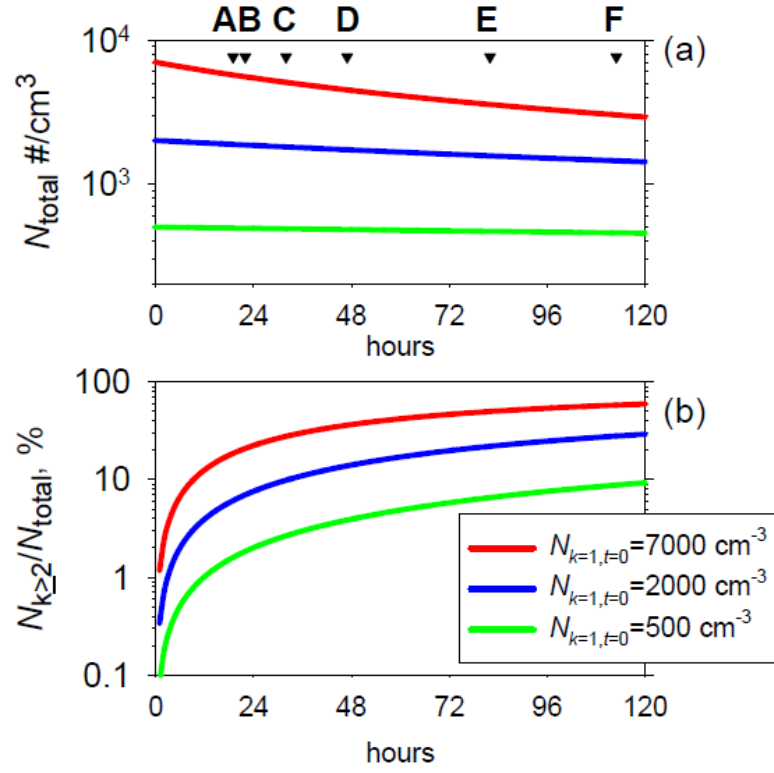 A B C D E F
(a)
10⁴
10³
N_total #/cm³
0 24 48 72 96 120
hours
(b)
100
10
1
0.1
N_k≥2/N_total, %
N_k=1,t=0=7000 cm⁻³
N_k=1,t=0=2000 cm⁻³
N_k=1,t=0=500 cm⁻³
0 24 48 72 96 120
hours